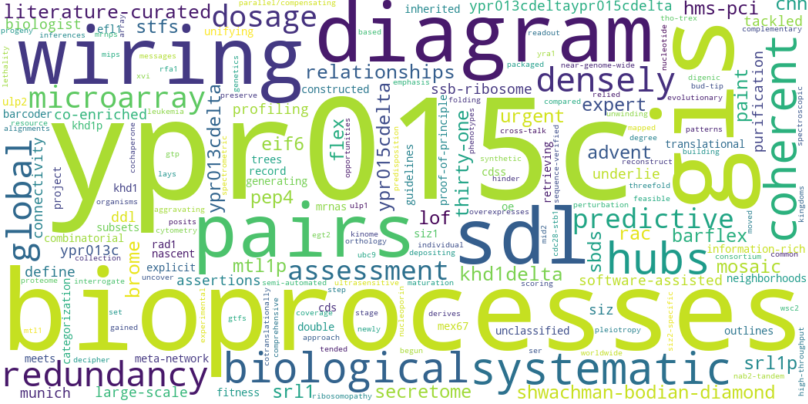 literature-curated
dosage
diagram
ypr013cdeltaypr015cdelta
hms-pci
cnn
inherited
biologist
stfs
unifying
tackled
wiring
relationships
densely
gis
coherent
microarray
ssb-ribosome
constructed
expert
paint
purification
co-enriched
khd1p
profiling
flex
urgent
advent
translational
barcoder
eif6
trees
record
generating
guidelines
proof-of-principle
thirty-one
retrieving
underlie
global
connectivity
ypr013cdelta
ypr015c
ypr015cdelta
project
khd1
pep4
mrnas
cdss
ddl
subsets
lof
predictive
barflex
combinatorial
pairs
sdl
rac
hubs
mosaic
ypr013c
rad1
nascent
brome
siz1
oe
sbds
information-rich
define
explicit
assertions
mtl1p
assessment
khd1delta
software-assisted
neighborhoods
categorization
bioprocesses
cds
double
mex67
unclassified
siz
outlines
meets
meta-network
redundancy
biological
systematic
srl1p
munich
large-scale
fitness
srl1
secretome
shwachman-bodian-diamond
high-throughput
ulp2
lethality
resource
alignments
parallel/compensating
near-genome-wide
nucleotide
complementary
spectroscopic
kingdoms
evolutionary
tho-trex
digenic
bud-tip
emphasis
readout
packaged
relied
compared
mapped
degree
patterns
cross-talk
reconstruct
threefold
feasible
building
perturbation
synthetic
overexpresses
hinder
phenotypes
sequence-verified
unwinding
folding
yra1
preserve
genetics
opportunities
predisposition
cochaperone
leukemia
messages
inferences
progeny
mips
rfa1
xvi
lays
posits
aggravating
cytometry
organisms
collection
uncover
proteome
interrogate
decipher
gained
set
mtl1
experimental
gtfs
cotranslationally
comprehensive
semi-automated
ultrasensitive
maturation
step
coverage
stage
newly
approach
tended
begun
ribosomopathy
derives
nucleoporin
kinome
orthology
individual
depositing
ubc9
agt2
ulp1
mid2
cdc28-stb1
scoring
consortium
common
pleiotropy
worldwide
ser
siz2-specific
nab2-tandem
wsc2
moved